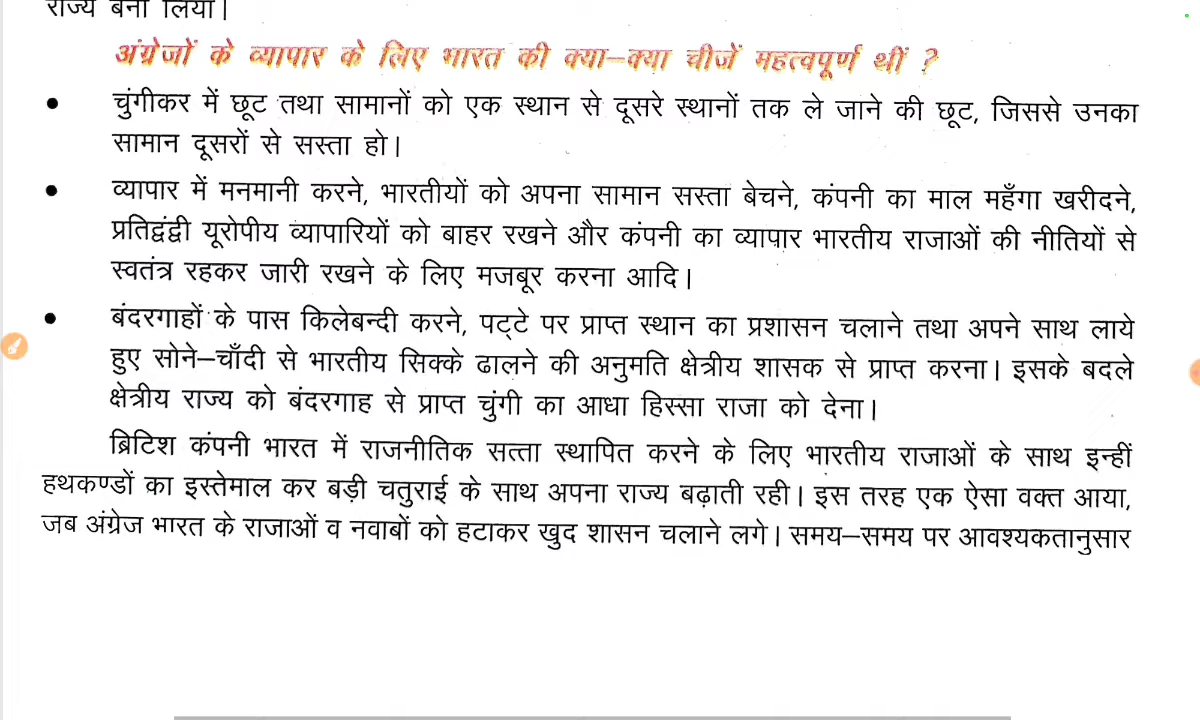 राज्य बना लिया।
अंग्रेजों के व्यापार के लिए भारत की क्या–क्या चीजें महत्वपूर्ण थीं ?
• चुंगीकर में छूट तथा सामानों को एक स्थान से दूसरे स्थानों तक ले जाने की छूट, जिससे उनका
सामान दूसरों से सस्ता हो।
• व्यापार में मनमानी करने, भारतीयों को अपना सामान सस्ता बेचने, कंपनी का माल महँगा खरीदने,
प्रतिद्वंद्वी यूरोपीय व्यापारियों को बाहर रखने और कंपनी का व्यापार भारतीय राजाओं की नीतियों से
स्वतंत्र रहकर जारी रखने के लिए मजबूर करना आदि।
• बंदरगाहों के पास किलेबन्दी करने, पट्टे पर प्राप्त स्थान का प्रशासन चलाने तथा अपने साथ लाये
हुए सोने–चाँदी से भारतीय सिक्के ढालने की अनुमति क्षेत्रीय शासक से प्राप्त करना। इसके बदले
क्षेत्रीय राज्य को बंदरगाह से प्राप्त चुंगी का आधा हिस्सा राजा को देना।
ब्रिटिश कंपनी भारत में राजनीतिक सत्ता स्थापित करने के लिए भारतीय राजाओं के साथ इन्हीं
हथकण्डों का इस्तेमाल कर बड़ी चतुराई के साथ अपना राज्य बढ़ाती रही। इस तरह एक ऐसा वक्त आया,
जब अंग्रेज भारत के राजाओं व नवाबों को हटाकर खुद शासन चलाने लगे। समय–समय पर आवश्यकतानुसार